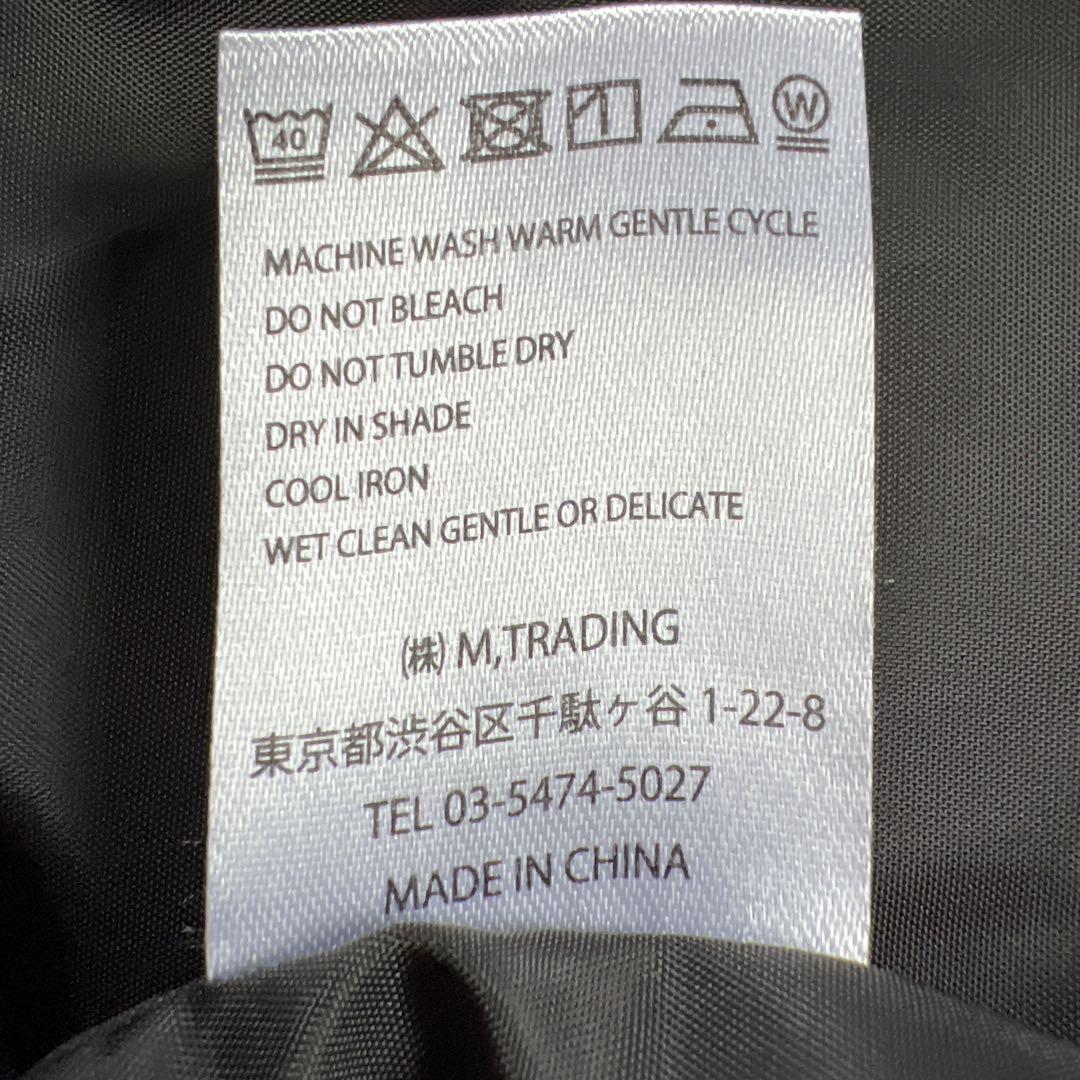 40 W
MACHINE WASH WARM GENTLE CYCLE
DO NOT BLEACH
DO NOT TUMBLE DRY
DRY IN SHADE
COOL IRON
WET CLEAN GENTLE OR DELICATE
(株) M,TRADING
東京都渋谷区千駄ヶ谷 1-22-8
TEL 03-5474-5027
MADE IN CHINA